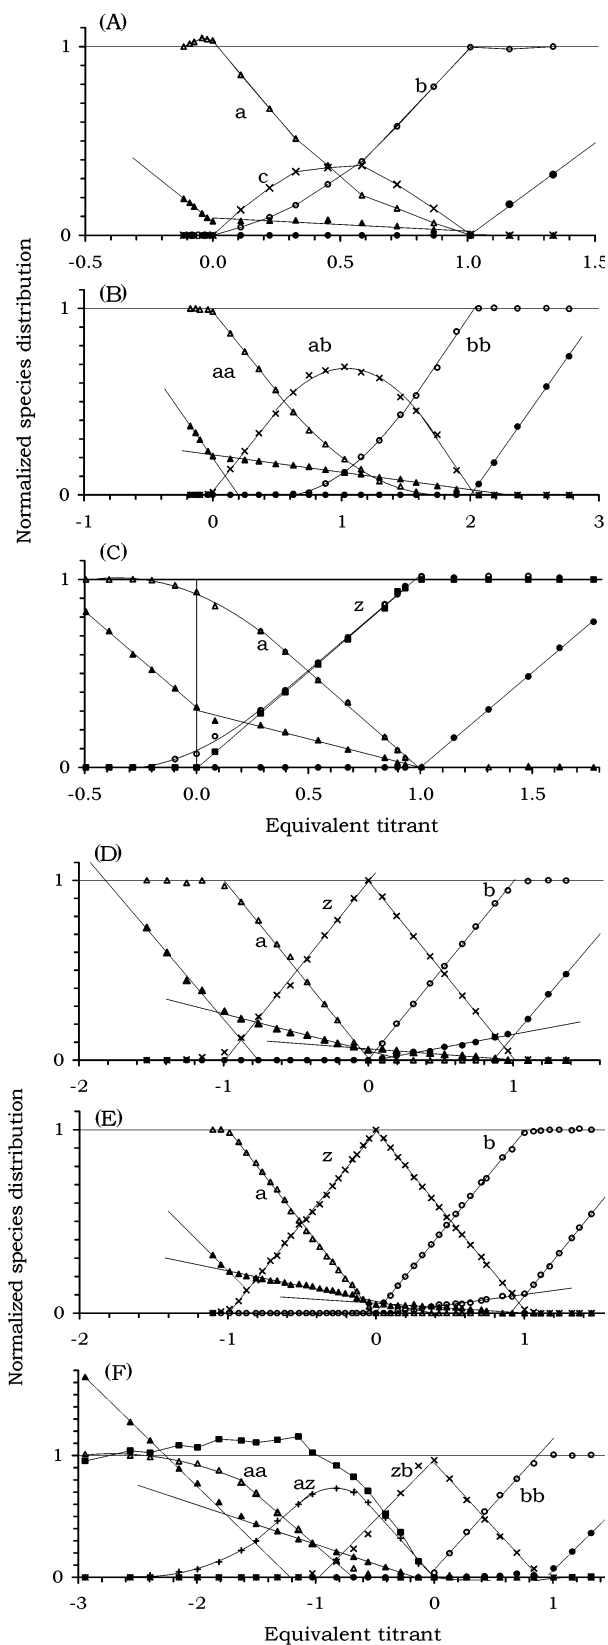 (A)
1
a
b
c
0
-0.5 0.0 0.5 1.0 1.5
(B)
1
aa
ab
bb
0
-1 0 1 2 3
Normalized species distribution
(C)
1
z
a
0
-0.5 0.0 0.5 1.0 1.5
Equivalent titrant
(D)
1
z
b
a
0
-2 -1 0 1
(E)
1
z
b
a
0
-2 -1 0 1
Normalized species distribution
(F)
1
aa
az
zb
bb
0
-3 -2 -1 0 1
Equivalent titrant